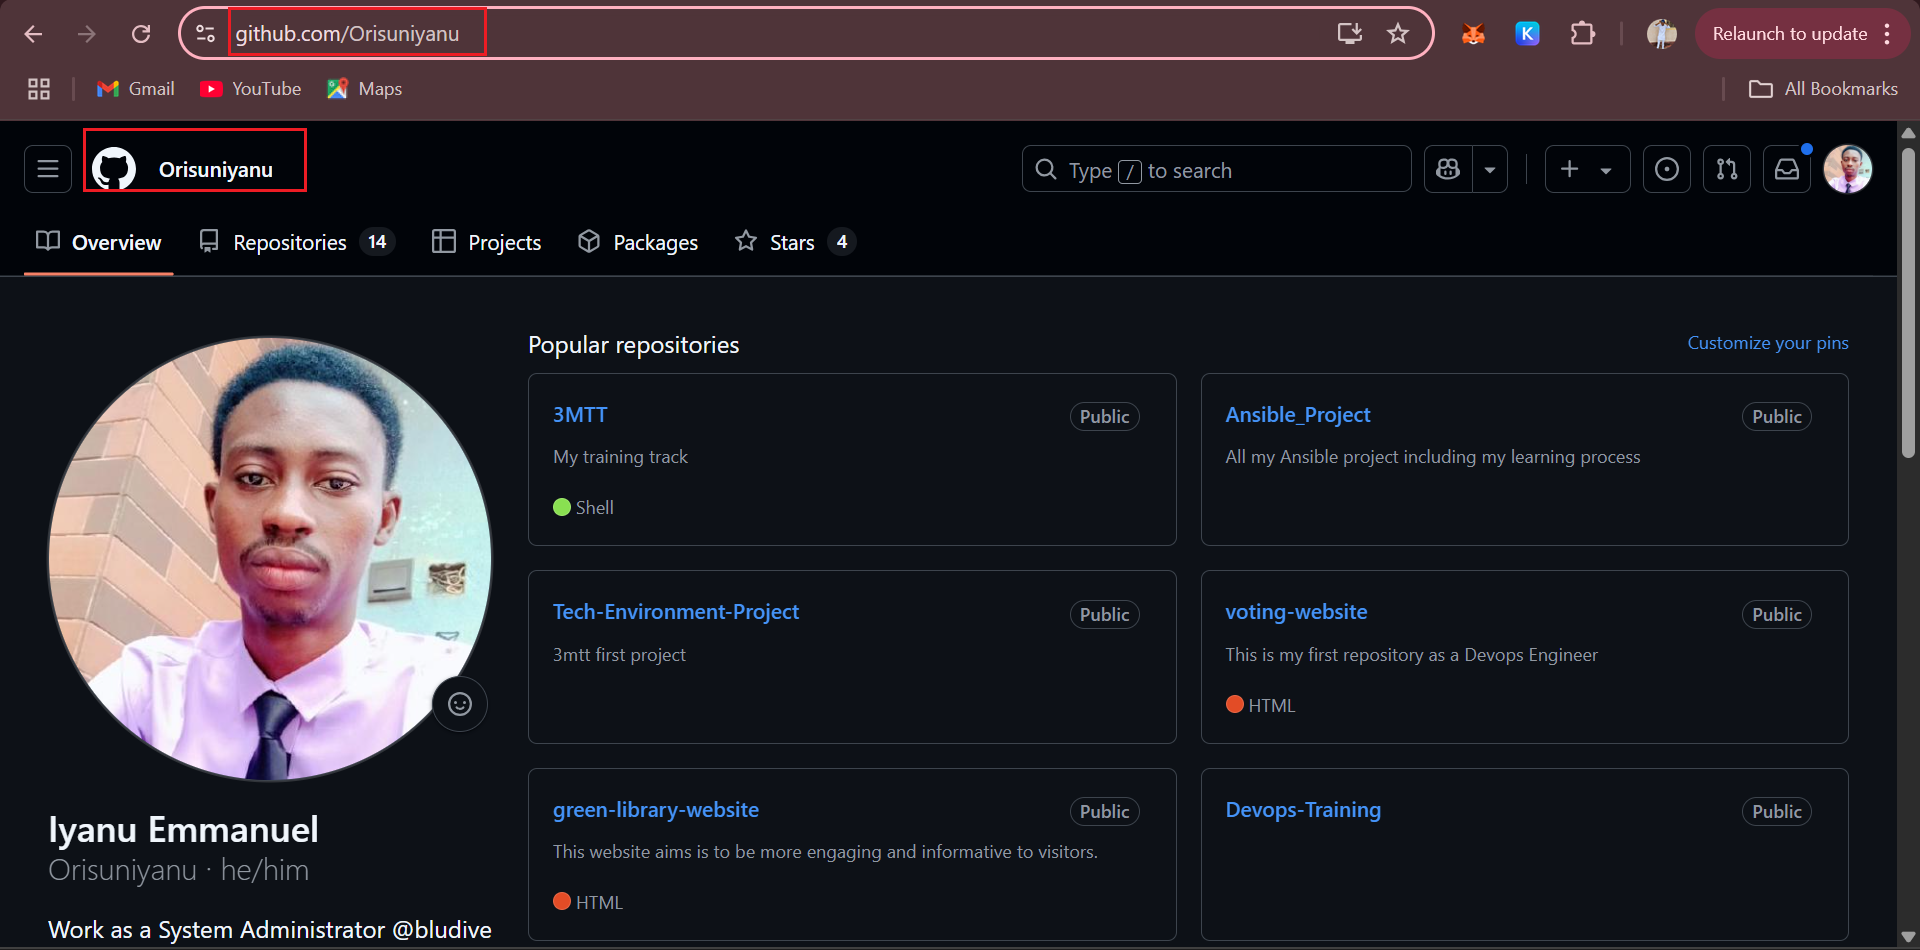 github.com/Orisuniyanu
Relaunch to update
Gmail
YouTube
Maps
All Bookmarks
Orisuniyanu
Type / to search
Overview
Repositories 14
Projects
Packages
Stars 4
Popular repositories
Customize your pins
3MTT
Public
My training track
Shell
Ansible_Project
Public
All my Ansible project including my learning process
Tech-Environment-Project
Public
3mtt first project
voting-website
Public
This is my first repository as a Devops Engineer
HTML
green-library-website
Public
This website aims is to be more engaging and informative to visitors.
HTML
Devops-Training
Public
Iyanu Emmanuel
Orisuniyanu · he/him
Work as a System Administrator @bludive